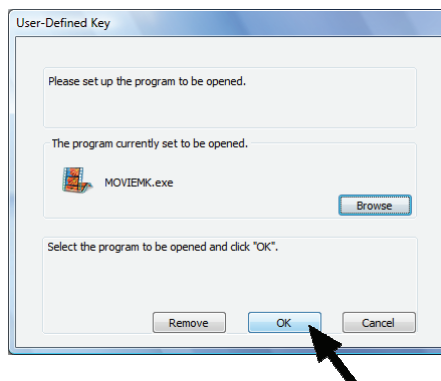 User-Defined Key
Please set up the program to be opened.
The program currently set to be opened.
MOVIEMK.exe
Browse
Select the program to be opened and click "OK".
Remove OK Cancel